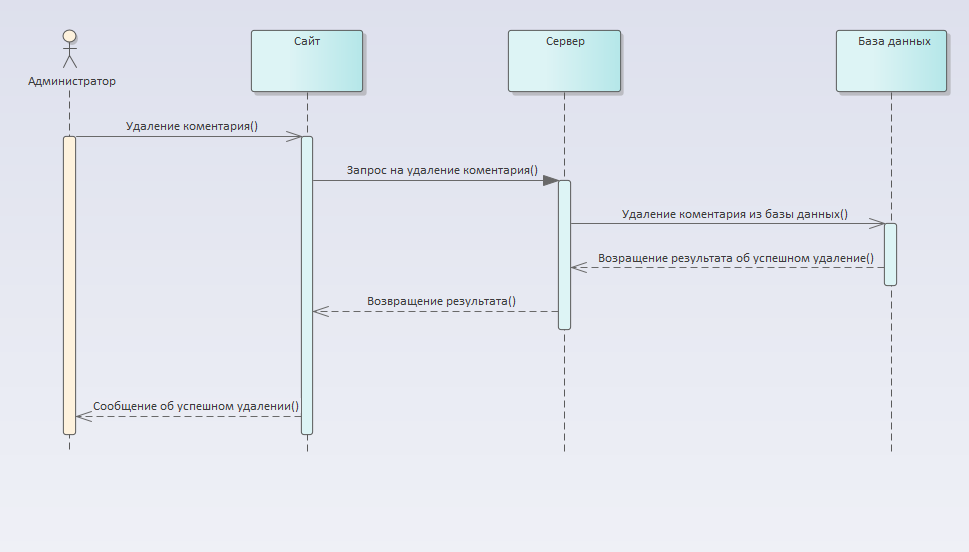 Администратор
Сайт
Сервер
База данных
Удаление коментария()
Запрос на удаление коментария()
Удаление коментария из базы данных()
Возращение результата об успешном удаление()
Возвращение результата()
Сообщение об успешном удалении()